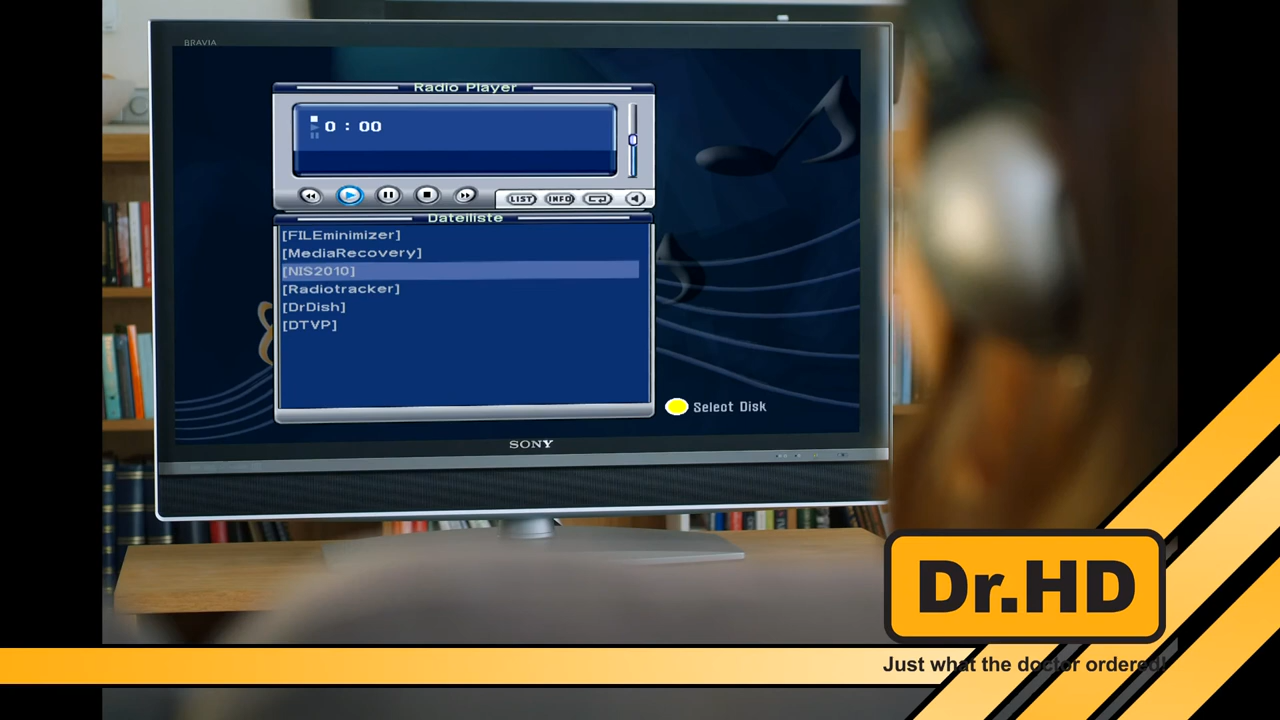 BRAVIA
Radio Player
0 : 00
LIST INFO
Dateiliste
[FILEminimizer]
[MediaRecovery]
[NIS2010]
[Radiotracker]
[DrDish]
[DTVP]
Select Disk
SONY
Dr.HD
Just what the doctor ordered!